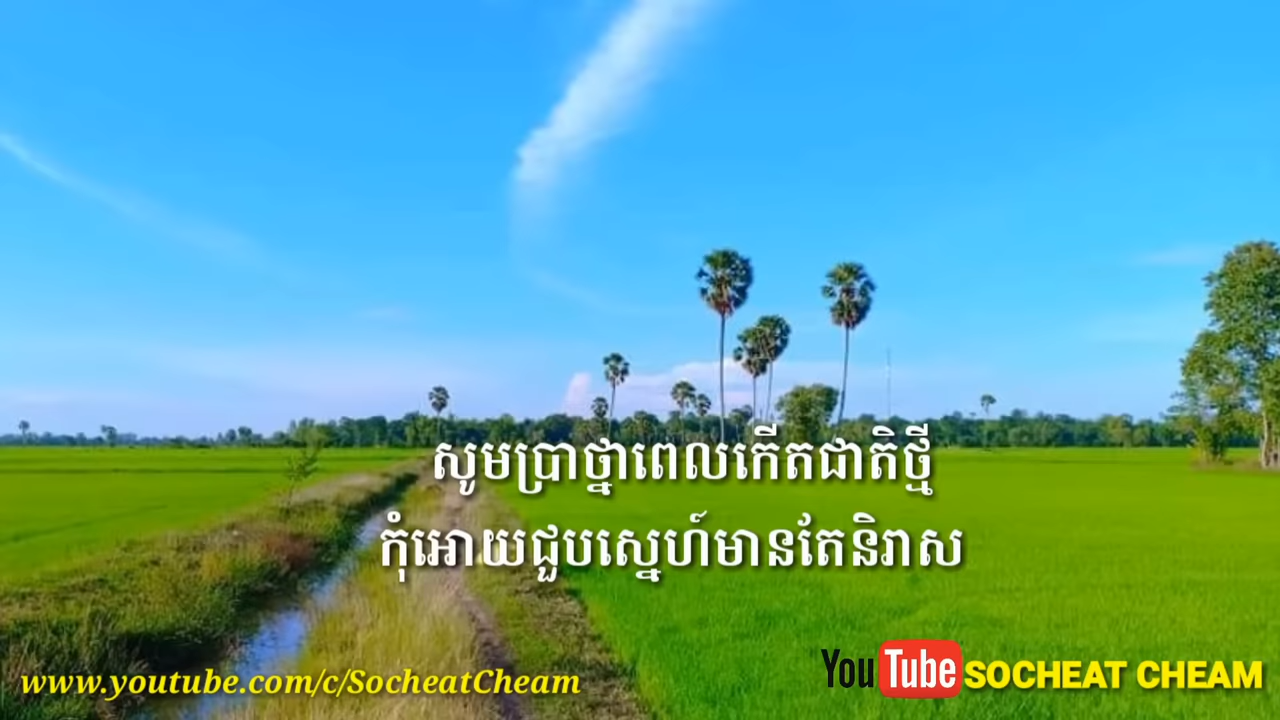 សូមប្រាថ្នាពេលកើតជាតិថ្មី
កុំអោយជួបស្នេហ៍មានតែនិរាស
www.youtube.com/c/SocheatCheam
YouTube SOCHEAT CHEAM